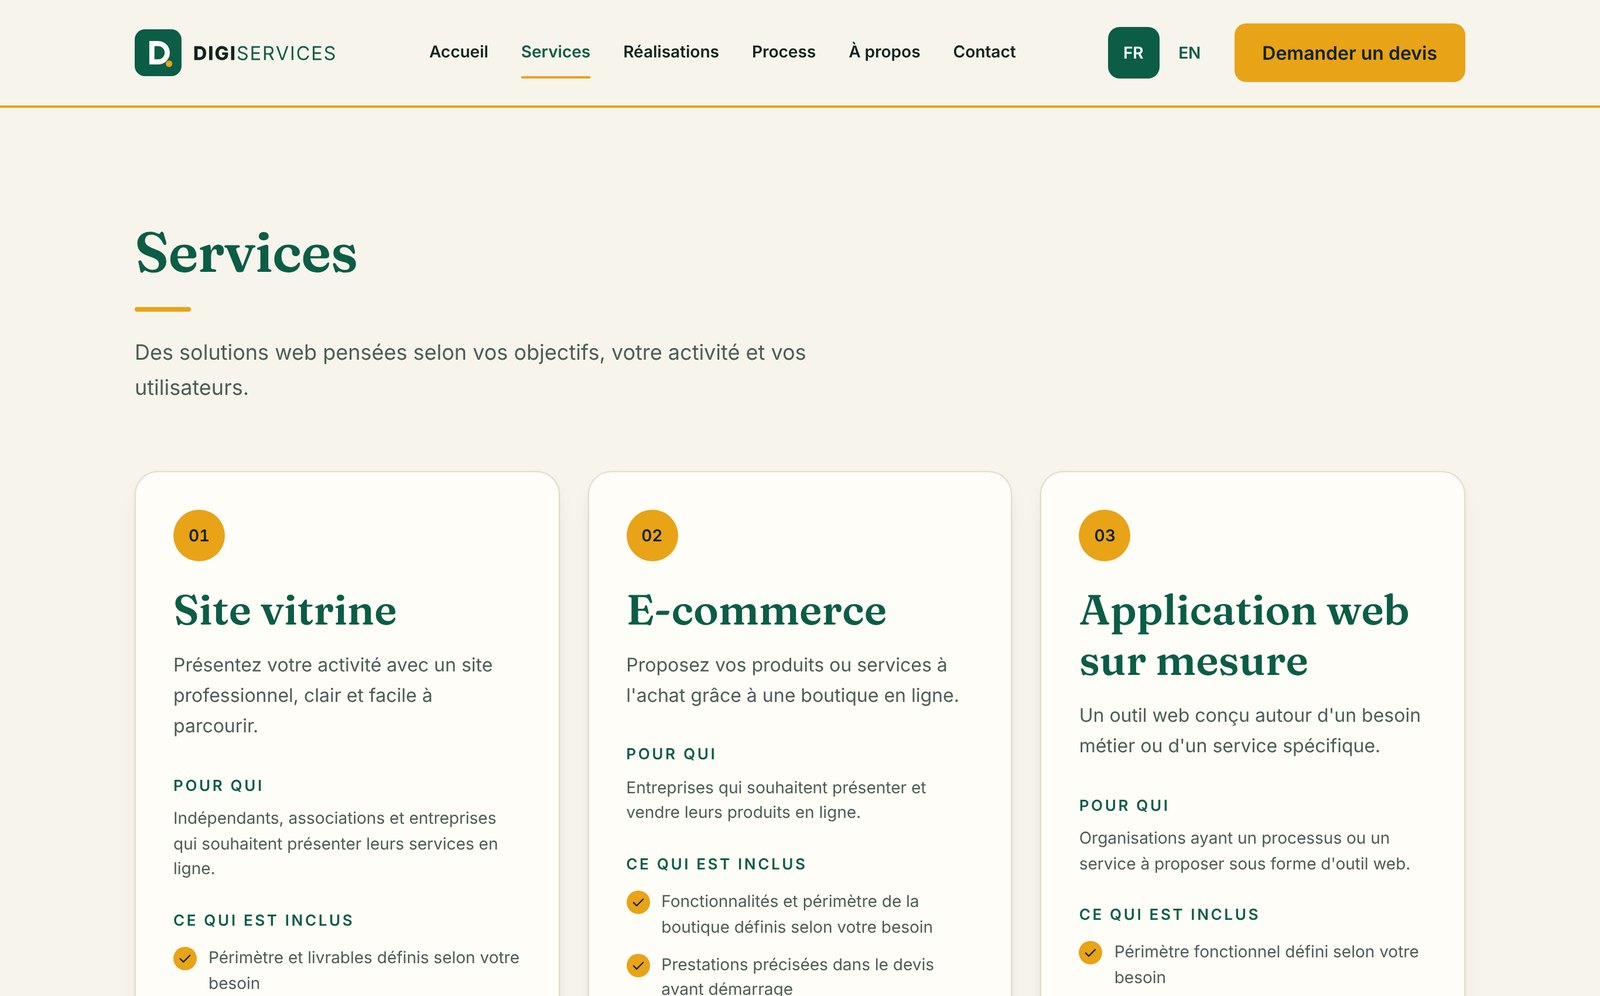 D.
DIGISERVICES
Accueil
Services
Réalisations
Process
À propos
Contact
FR
EN
Demander un devis
Services
Des solutions web pensées selon vos objectifs, votre activité et vos
utilisateurs.
01
Site vitrine
Présentez votre activité avec un site
professionnel, clair et facile à
parcourir.
POUR QUI
Indépendants, associations et entreprises
qui souhaitent présenter leurs services en
ligne.
CE QUI EST INCLUS
Périmètre et livrables définis selon votre
besoin
02
E-commerce
Proposez vos produits ou services à
l'achat grâce à une boutique en ligne.
POUR QUI
Entreprises qui souhaitent présenter et
vendre leurs produits en ligne.
CE QUI EST INCLUS
Fonctionnalités et périmètre de la
boutique définis selon votre besoin
Prestations précisées dans le devis
avant démarrage
03
Application web
sur mesure
Un outil web conçu autour d'un besoin
métier ou d'un service spécifique.
POUR QUI
Organisations ayant un processus ou un
service à proposer sous forme d'outil web.
CE QUI EST INCLUS
Périmètre fonctionnel défini selon votre
besoin